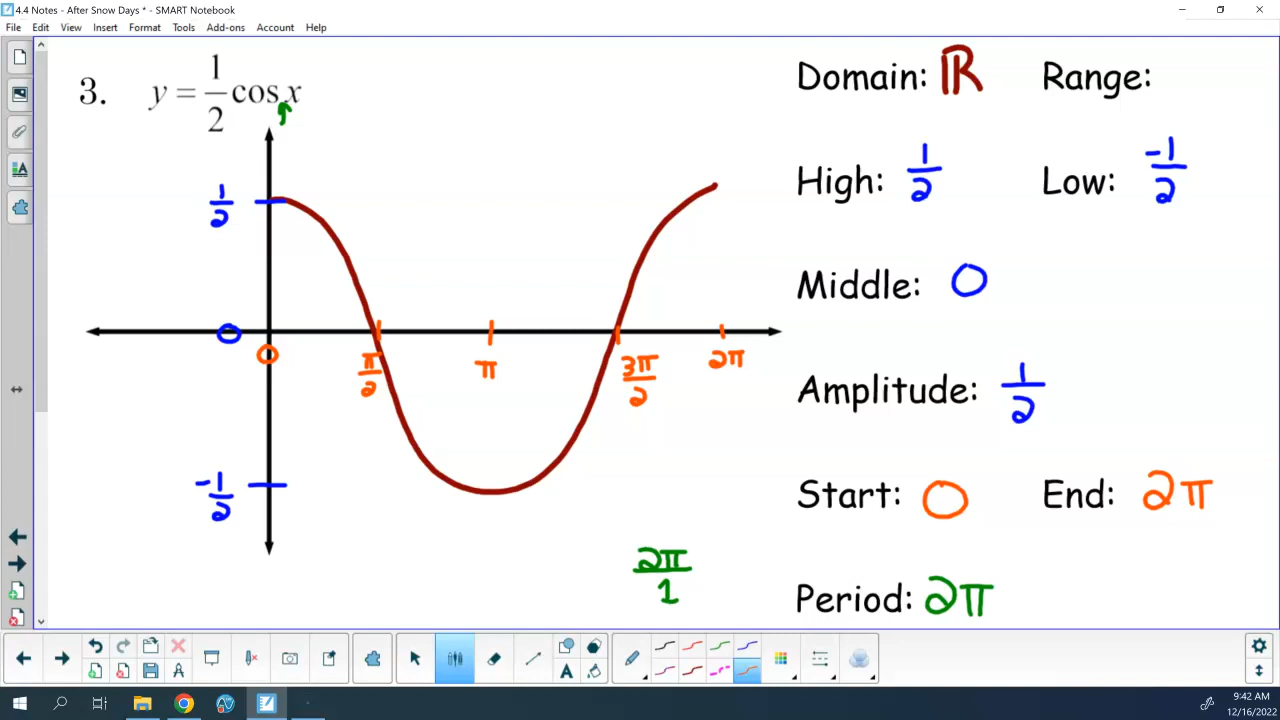 4.4 Notes - After Snow Days * - SMART Notebook
File Edit View Insert Format Tools Add-ons Account Help
3. y = 1/2 cos x
Domain: ℝ Range:
High: 1/2 Low: -1/2
Middle: 0
Amplitude: 1/2
Start: 0 End: 2π
Period: 2π
1/2
0
-1/2
0 π/2 π 3π/2 2π
2π/1
A
9:42 AM
12/16/2022